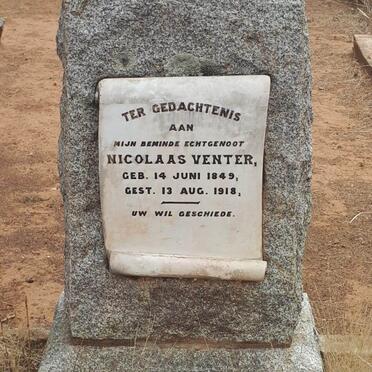 TER GEDACHTENIS
AAN
MIJN BEMINDE ECHTGENOOT
NICOLAAS VENTER,
GEB. 14 JUNI 1849,
GEST. 13 AUG. 1918,
UW WIL GESCHIEDE.